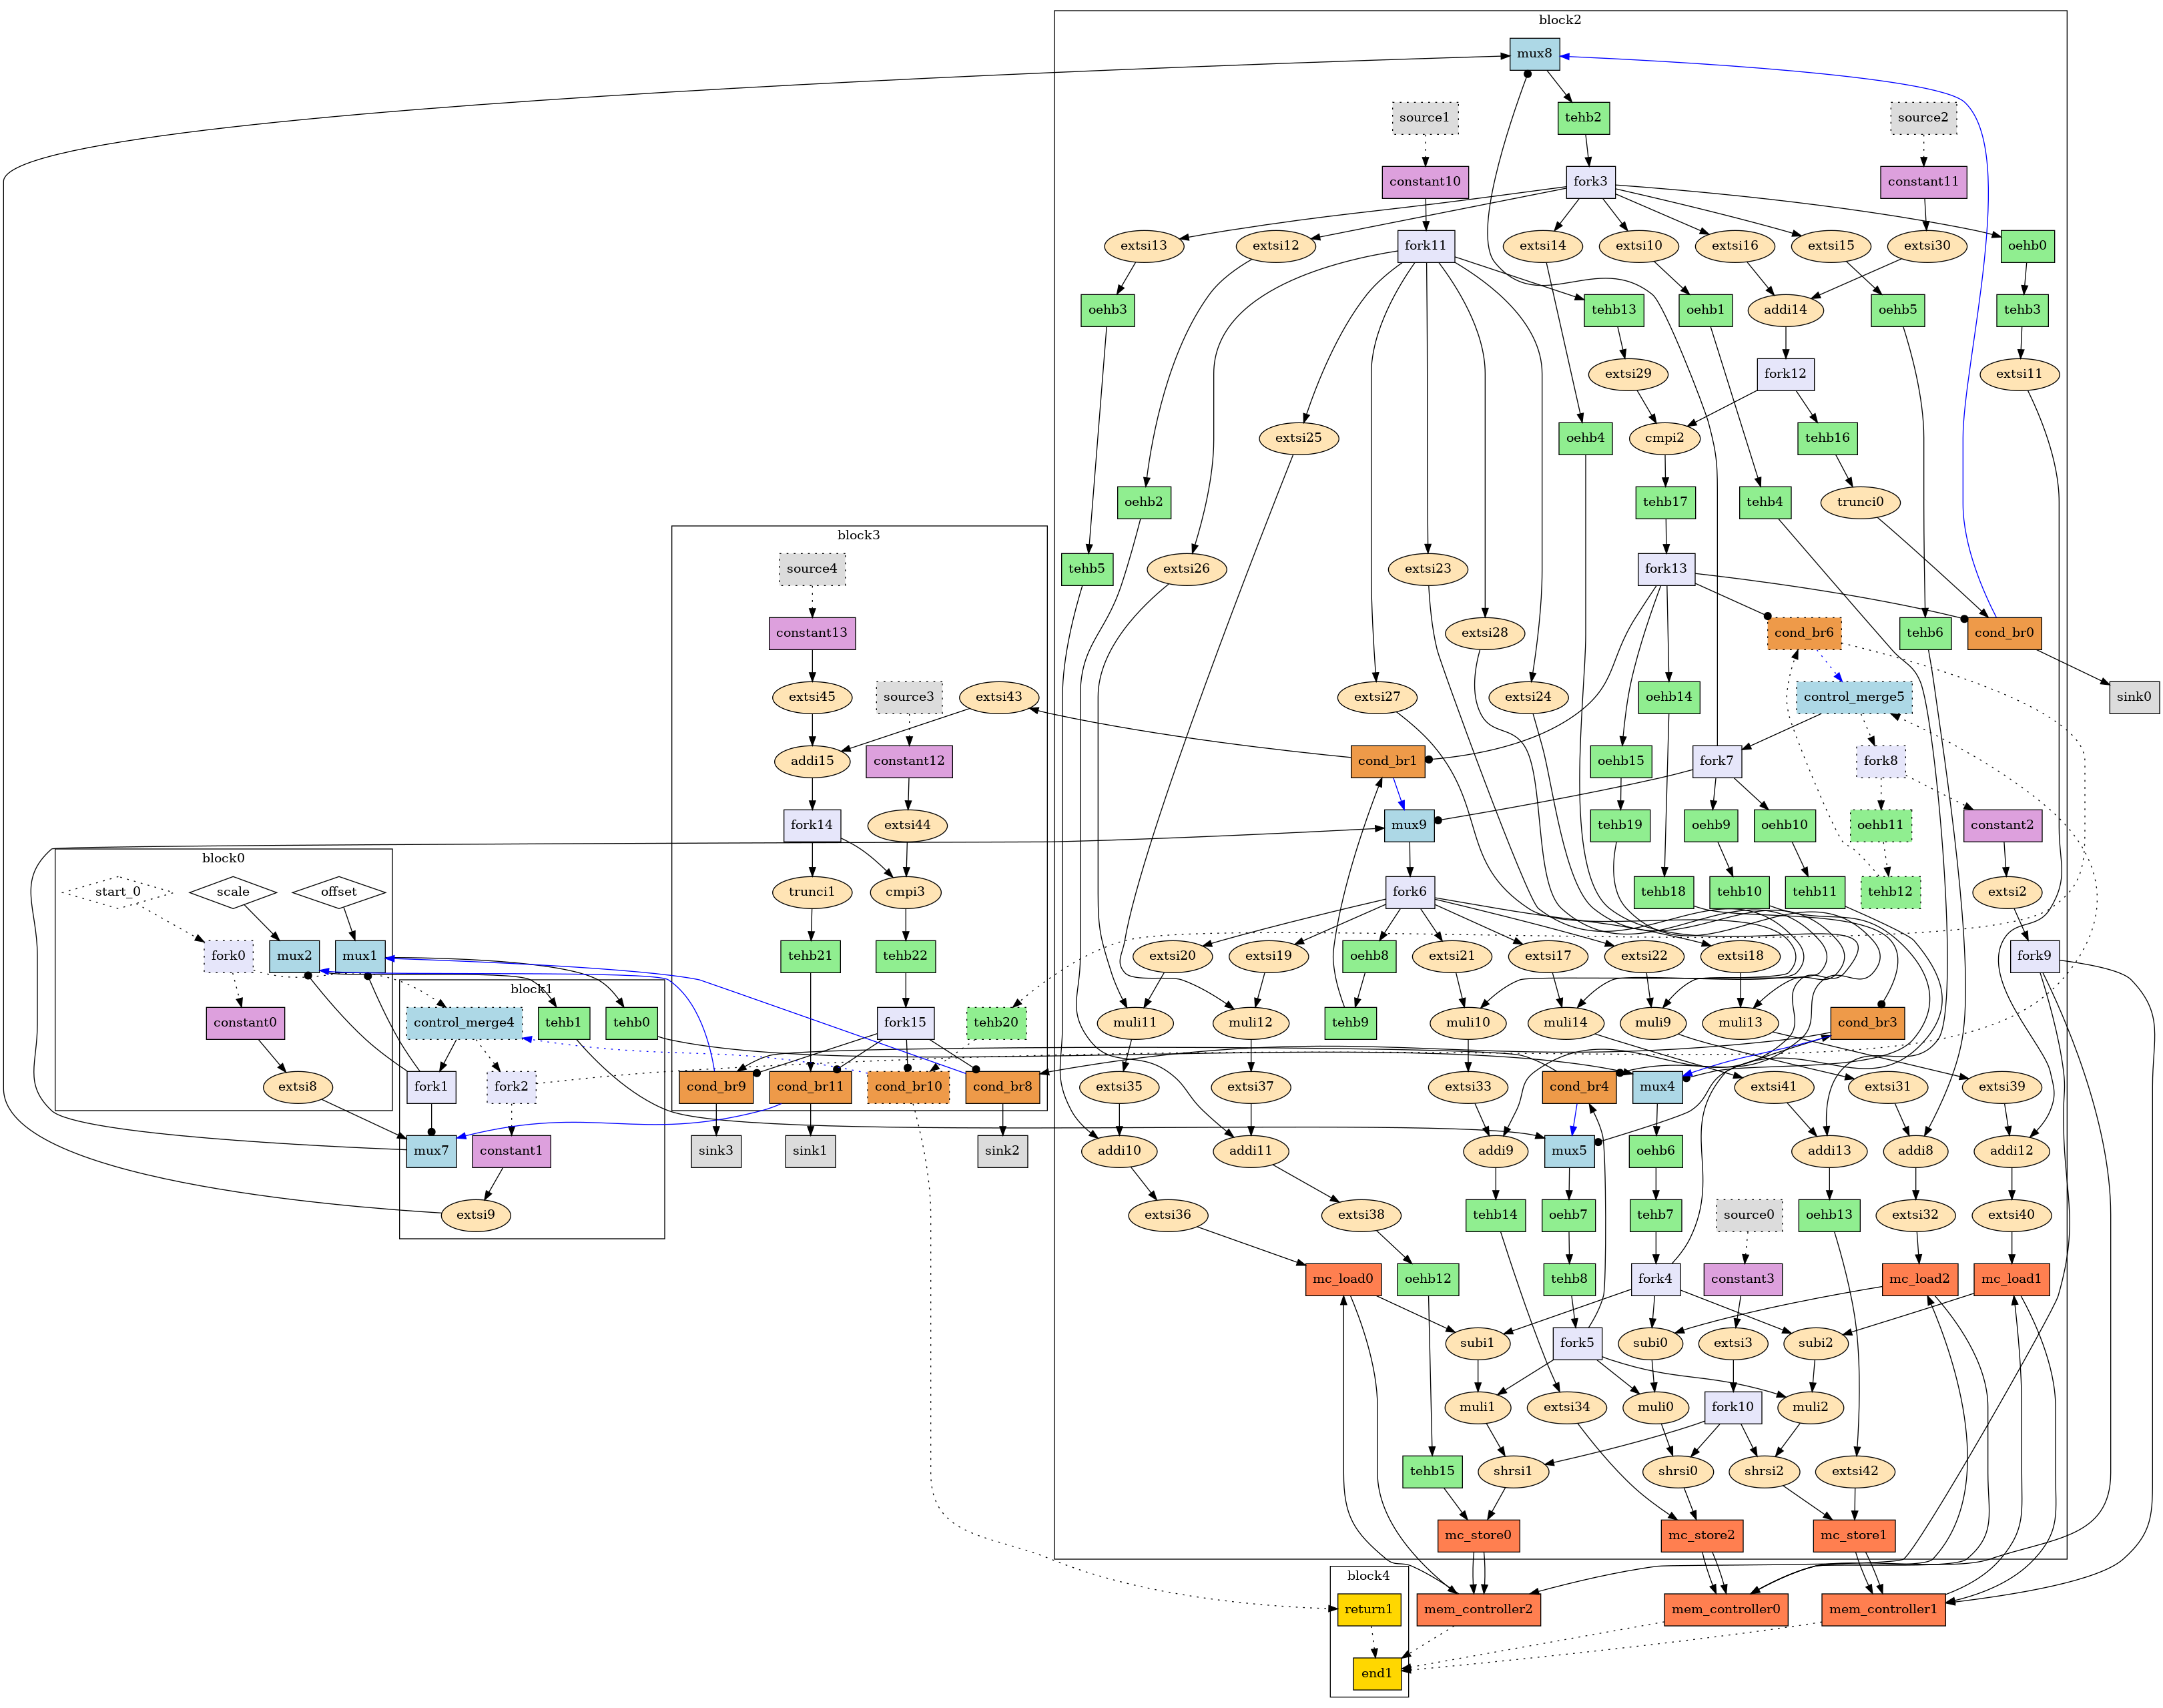 block2
mux8
source1
tehb2
source2
constant10
fork3
constant11
extsi13
extsi12
fork11
extsi14
extsi10
extsi16
extsi15
extsi30
oehb0
oehb3
tehb13
oehb1
addi14
oehb5
tehb3
extsi29
fork12
extsi11
extsi25
oehb4
cmpi2
tehb16
oehb2
tehb17
tehb4
trunci0
block3
source4
tehb5
extsi26
extsi23
fork13
constant13
extsi28
cond_br6
tehb6
cond_br0
extsi45
source3
extsi43
extsi27
extsi24
oehb14
control_merge5
sink0
addi15
constant12
cond_br1
oehb15
fork7
fork8
fork14
extsi44
mux9
tehb19
oehb9
oehb10
oehb11
constant2
block0
start_0
scale
offset
trunci1
cmpi3
fork6
tehb18
tehb10
tehb11
tehb12
extsi2
fork0
mux2
mux1
tehb21
tehb22
extsi20
extsi19
oehb8
extsi21
extsi17
extsi22
extsi18
fork9
block1
constant0
control_merge4
tehb1
tehb0
fork15
tehb20
muli11
muli12
tehb9
muli10
muli14
muli9
muli13
cond_br3
extsi8
fork1
fork2
cond_br9
cond_br11
cond_br10
cond_br8
extsi35
extsi37
extsi33
cond_br4
mux4
extsi41
extsi31
extsi39
mux7
constant1
sink3
sink1
sink2
addi10
addi11
addi9
mux5
oehb6
addi13
addi8
addi12
extsi9
extsi36
extsi38
tehb14
oehb7
tehb7
source0
oehb13
extsi32
extsi40
mc_load0
oehb12
tehb8
fork4
constant3
mc_load2
mc_load1
subi1
fork5
subi0
extsi3
subi2
muli1
extsi34
muli0
fork10
muli2
tehb15
shrsi1
shrsi0
shrsi2
extsi42
mc_store0
mc_store2
mc_store1
block4
return1
mem_controller2
mem_controller0
mem_controller1
end1